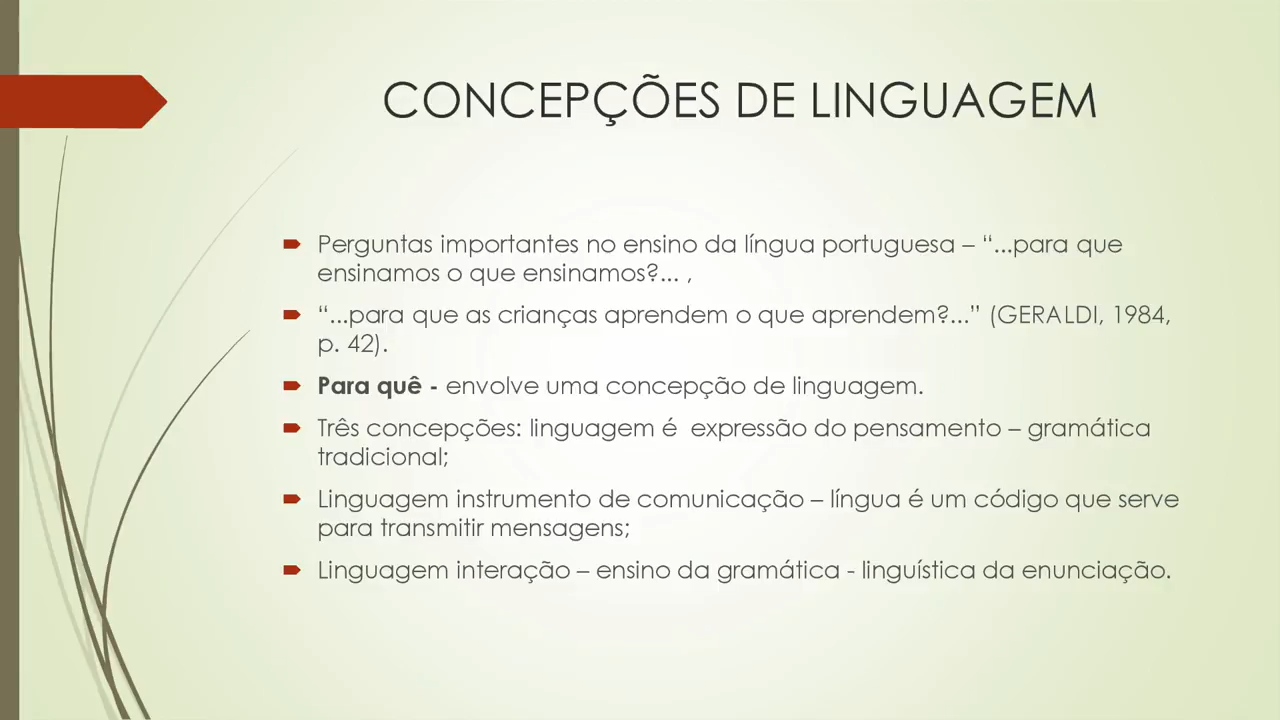 CONCEPÇÕES DE LINGUAGEM
Perguntas importantes no ensino da língua portuguesa – “...para que
ensinamos o que ensinamos?... ,
“...para que as crianças aprendem o que aprendem?...” (GERALDI, 1984,
p. 42).
Para quê - envolve uma concepção de linguagem.
Três concepções: linguagem é  expressão do pensamento – gramática
tradicional;
Linguagem instrumento de comunicação – língua é um código que serve
para transmitir mensagens;
Linguagem interação – ensino da gramática - linguística da enunciação.